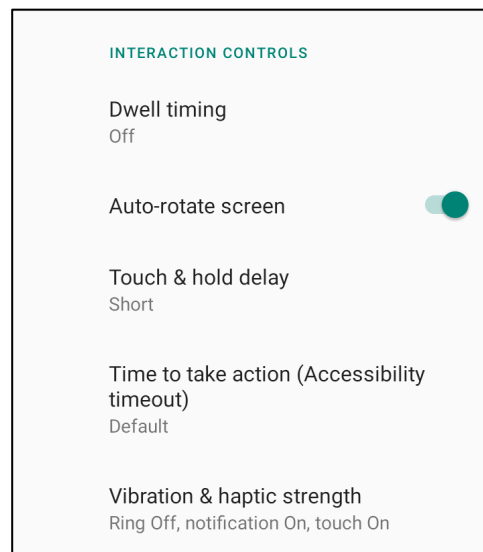 INTERACTION CONTROLS
Dwell timing
Off
Auto-rotate screen
Touch & hold delay
Short
Time to take action (Accessibility
timeout)
Default
Vibration & haptic strength
Ring Off, notification On, touch On